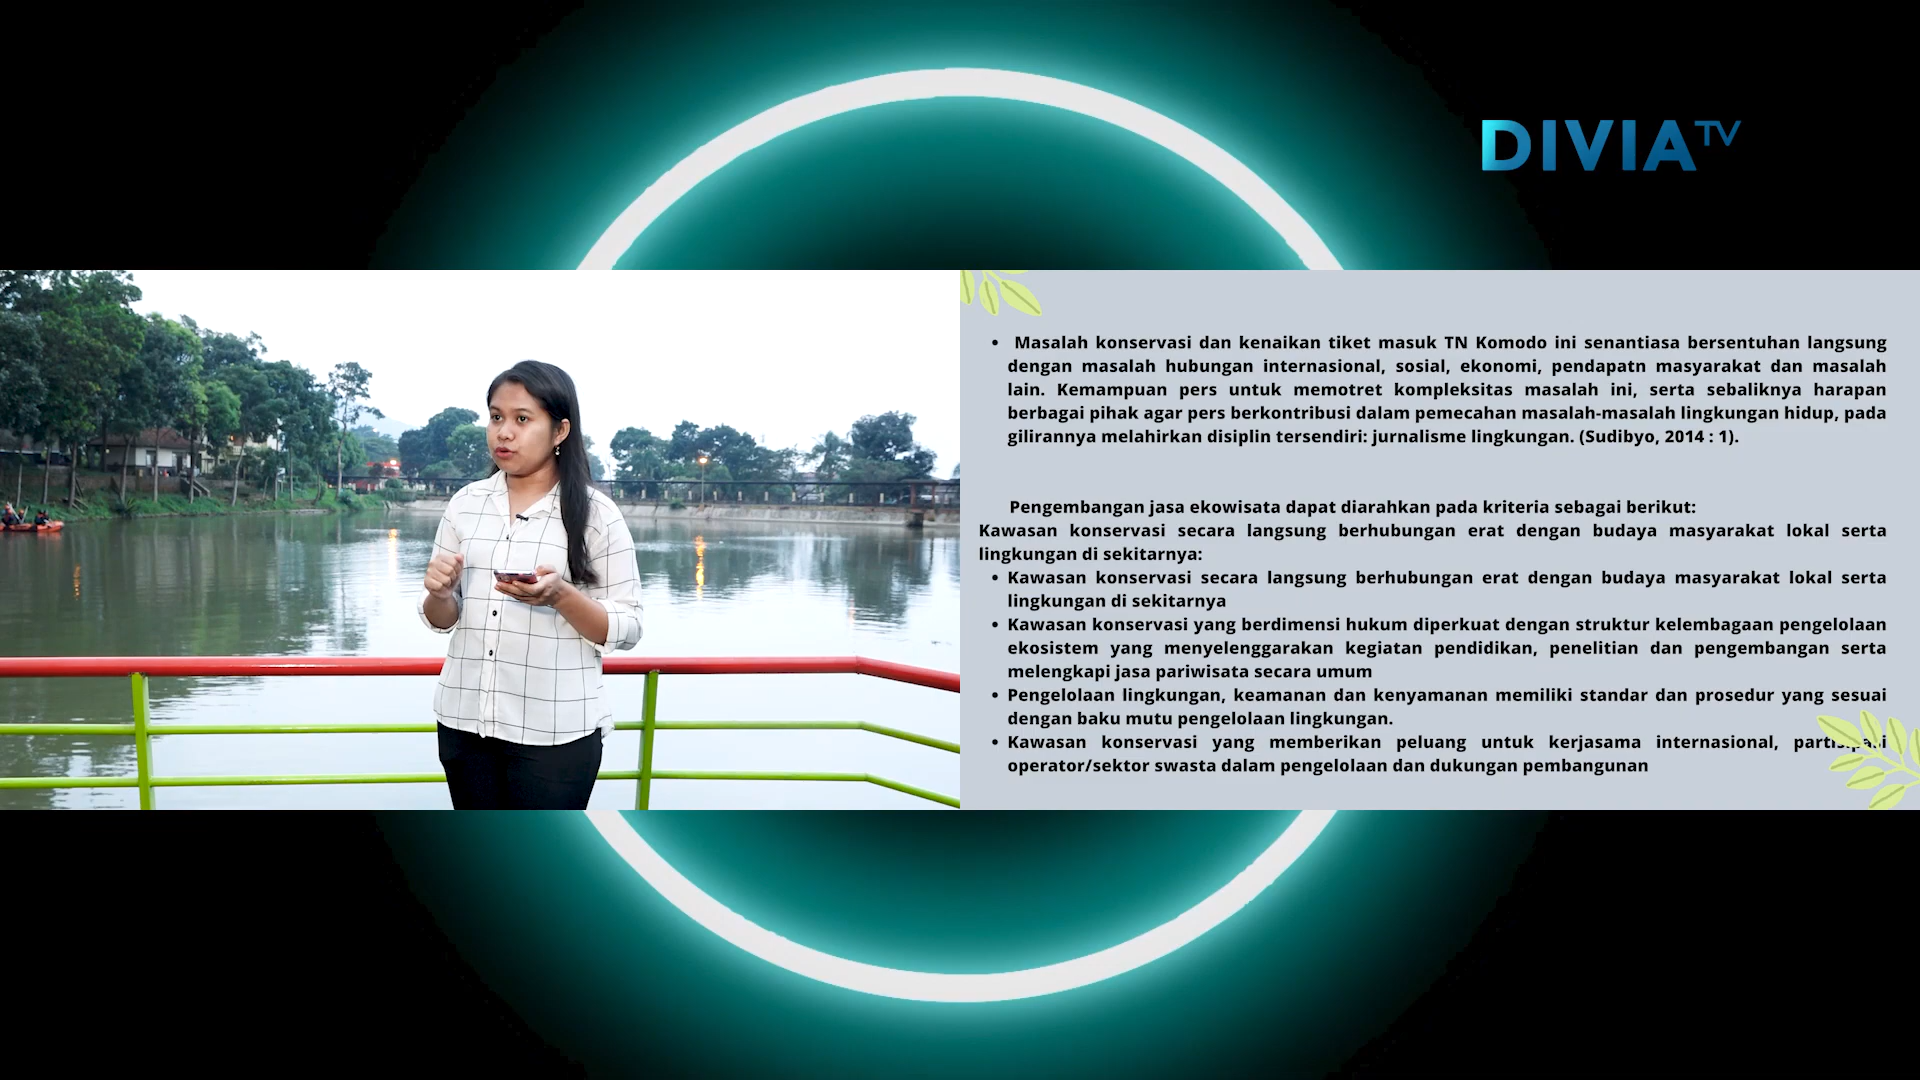 DIVIA TV
• Masalah konservasi dan kenaikan tiket masuk TN Komodo ini senantiasa bersentuhan langsung
dengan masalah hubungan internasional, sosial, ekonomi, pendapatn masyarakat dan masalah
lain. Kemampuan pers untuk memotret kompleksitas masalah ini, serta sebaliknya harapan
berbagai pihak agar pers berkontribusi dalam pemecahan masalah-masalah lingkungan hidup, pada
gilirannya melahirkan disiplin tersendiri: jurnalisme lingkungan. (Sudibyo, 2014 : 1).
Pengembangan jasa ekowisata dapat diarahkan pada kriteria sebagai berikut:
Kawasan konservasi secara langsung berhubungan erat dengan budaya masyarakat lokal serta
lingkungan di sekitarnya:
• Kawasan konservasi secara langsung berhubungan erat dengan budaya masyarakat lokal serta
lingkungan di sekitarnya
• Kawasan konservasi yang berdimensi hukum diperkuat dengan struktur kelembagaan pengelolaan
ekosistem yang menyelenggarakan kegiatan pendidikan, penelitian dan pengembangan serta
melengkapi jasa pariwisata secara umum
• Pengelolaan lingkungan, keamanan dan kenyamanan memiliki standar dan prosedur yang sesuai
dengan baku mutu pengelolaan lingkungan.
• Kawasan konservasi yang memberikan peluang untuk kerjasama internasional, partisipasi
operator/sektor swasta dalam pengelolaan dan dukungan pembangunan